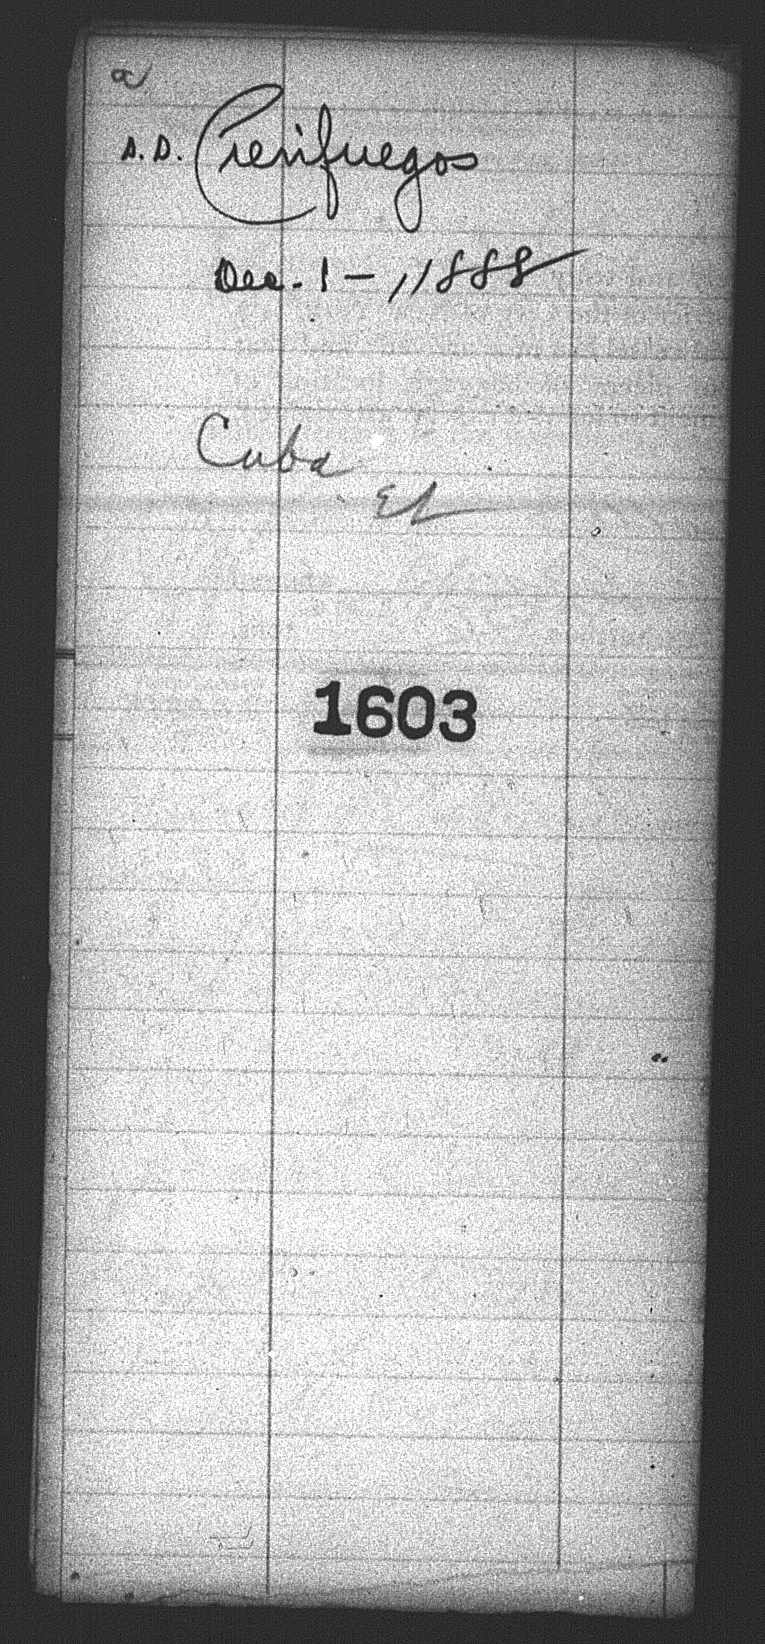 S.S. Cienfuegos
Dec. 1 - 1888
Cuba
1603